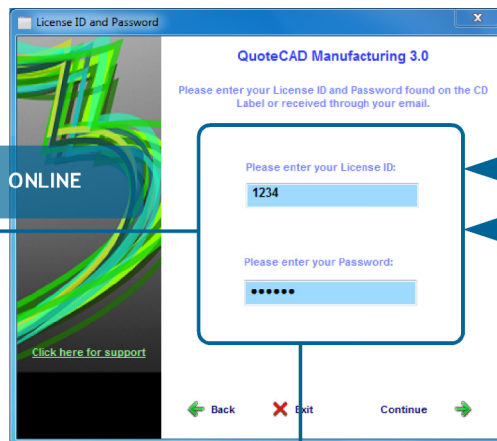 License ID and Password
x
QuoteCAD Manufacturing 3.0
Please enter your License ID and Password found on the CD
Label or received through your email.
ONLINE
Please enter your License ID:
1234
Please enter your Password:
••••••
Click here for support
Back
Exit
Continue